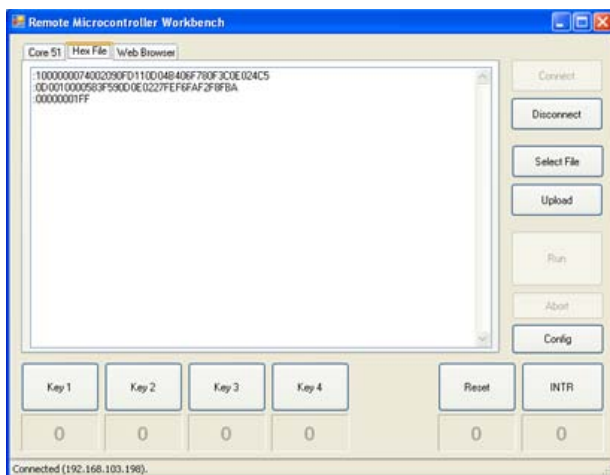 Remote Microcontroller Workbench
Core 51 Hex File Web Browser
:1000000074002090FD110D04B406F780F3C0E024C5
:0D0010000583F590D0E0227FEF6FAF2F8FBA
:00000001FF
Connect
Disconnect
Select File
Upload
Run
Abort
Config
Key 1 Key 2 Key 3 Key 4 Reset INTR
0 0 0 0 0 0
Connected (192.168.103.198).